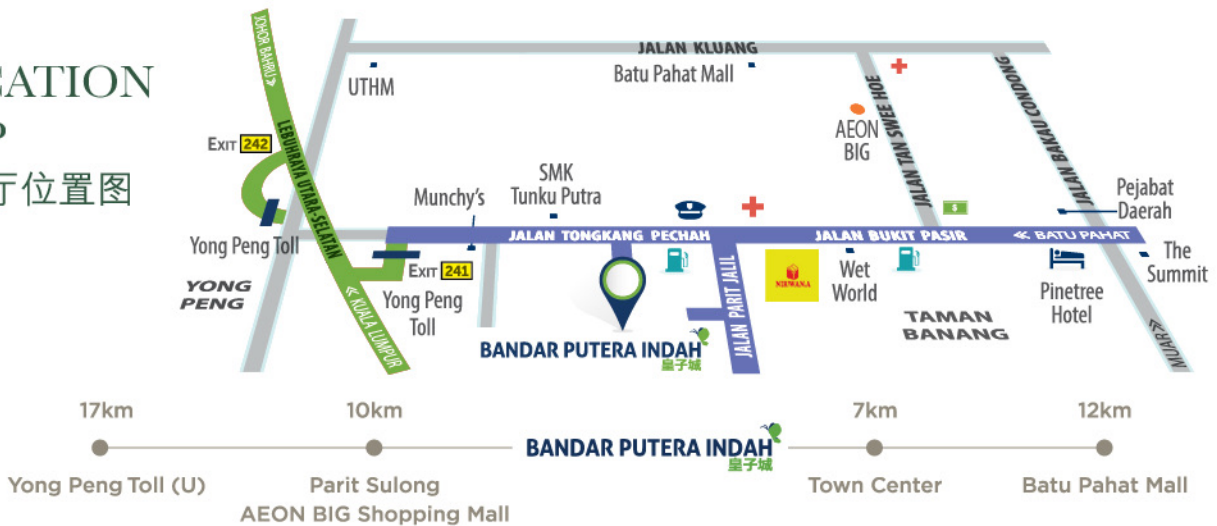 CATION
厅位置图
JOHOR BAHRU
JALAN KLUANG
UTHM
Batu Pahat Mall
JALAN TAN SWEE HOE
JALAN BAKAU CONDONG
EXIT 242
LEBUHRAYA UTARA-SELATAN
AEON
BIG
SMK
Tunku Putra
Munchy's
$
Pejabat
Daerah
Yong Peng Toll
JALAN TONGKANG PECHAH
JALAN BUKIT PASIR
<< BATU PAHAT
EXIT 241
YONG
PENG
<< KUALA LUMPUR
Yong Peng
Toll
JALAN PARIT JALIL
NIRWANA
Wet
World
The
Summit
Pinetree
Hotel
TAMAN
BANANG
MUAR >>
BANDAR PUTERA INDAH
皇子城
17km
10km
7km
12km
BANDAR PUTERA INDAH
皇子城
Yong Peng Toll (U)
Parit Sulong
AEON BIG Shopping Mall
Town Center
Batu Pahat Mall